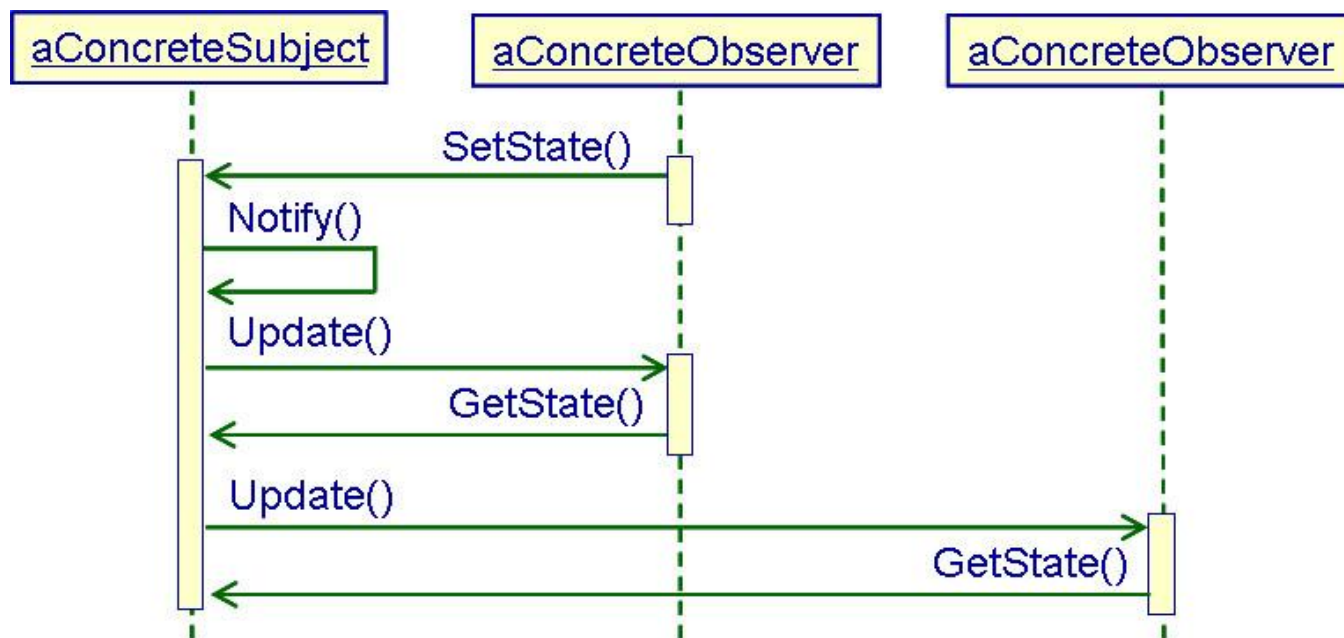 aConcreteSubject
aConcreteObserver
aConcreteObserver
SetState()
Notify()
Update()
GetState()
Update()
GetState()